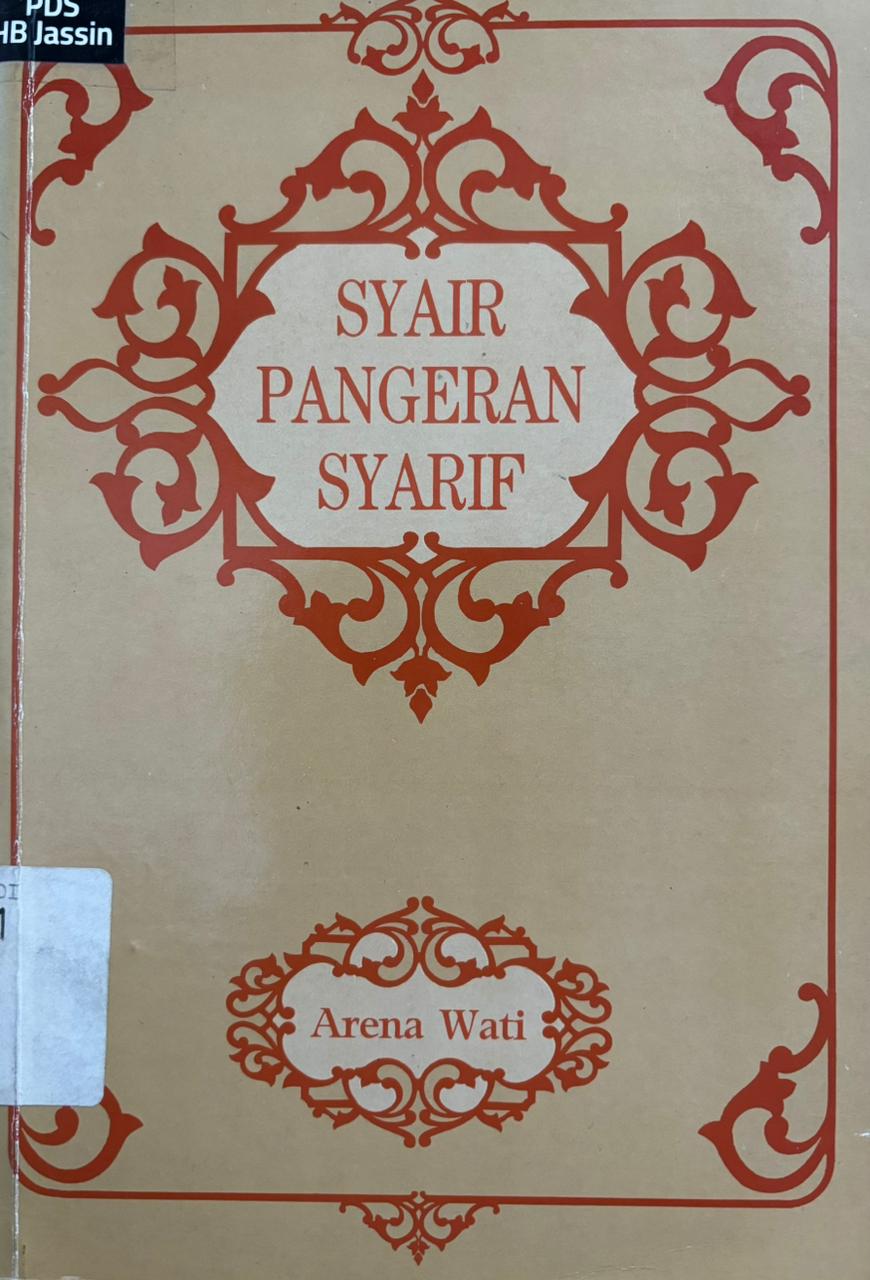 PDS
HB Jassin
SYAIR
PANGERAN
SYARIF
Arena Wati